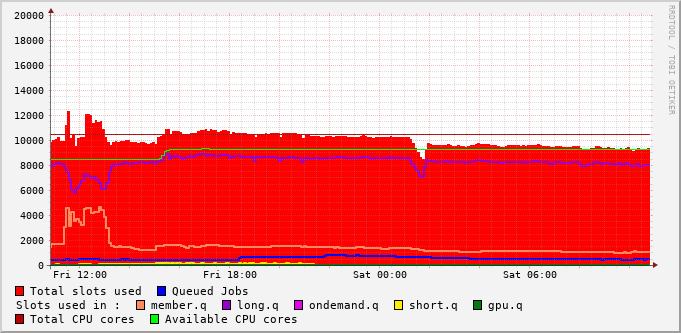 20000
18000
16000
14000
12000
10000
8000
6000
4000
2000
0
Fri 12:00 Fri 18:00 Sat 00:00 Sat 06:00
RRDTOOL / TOBI OETIKER
Total slots used Queued Jobs
Slots used in : member.q long.q ondemand.q short.q gpu.q
Total CPU cores Available CPU cores